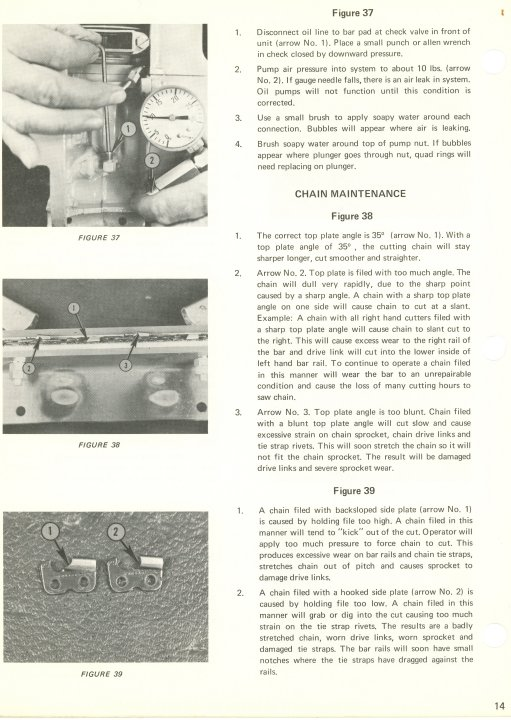 Figure 37
1. Disconnect oil line to bar pad at check valve in front of
unit (arrow No. 1). Place a small punch or allen wrench
in check closed by downward pressure.
2. Pump air pressure into system to about 10 lbs. (arrow
No. 2). If gauge needle falls, there is an air leak in system.
Oil pumps will not function until this condition is
corrected.
3. Use a small brush to apply soapy water around each
connection. Bubbles will appear where air is leaking.
4. Brush soapy water around top of pump nut. If bubbles
appear where plunger goes through nut, quad rings will
need replacing on plunger.
1
2
FIGURE 37
CHAIN MAINTENANCE
Figure 38
1. The correct top plate angle is 35° (arrow No. 1). With a
top plate angle of 35° , the cutting chain will stay
sharper longer, cut smoother and straighter.
2. Arrow No. 2. Top plate is filed with too much angle. The
chain will dull very rapidly, due to the sharp point
caused by a sharp angle. A chain with a sharp top plate
angle on one side will cause chain to cut at a slant.
Example: A chain with all right hand cutters filed with
a sharp top plate angle will cause chain to slant cut to
the right. This will cause excess wear to the right rail of
the bar and drive link will cut into the lower inside of
left hand bar rail. To continue to operate a chain filed
in this manner will wear the bar to an unrepairable
condition and cause the loss of many cutting hours to
saw chain.
3. Arrow No. 3. Top plate angle is too blunt. Chain filed
with a blunt top plate angle will cut slow and cause
excessive strain on chain sprocket, chain drive links and
tie strap rivets. This will soon stretch the chain so it will
not fit the chain sprocket. The result will be damaged
drive links and severe sprocket wear.
1
2
3
FIGURE 38
Figure 39
1. A chain filed with backsloped side plate (arrow No. 1)
is caused by holding file too high. A chain filed in this
manner will tend to "kick" out of the cut. Operator will
apply too much pressure to force chain to cut. This
produces excessive wear on bar rails and chain tie straps,
stretches chain out of pitch and causes sprocket to
damage drive links.
2. A chain filed with a hooked side plate (arrow No. 2) is
caused by holding file too low. A chain filed in this
manner will grab or dig into the cut causing too much
strain on the tie strap rivets. The results are a badly
stretched chain, worn drive links, worn sprocket and
damaged tie straps. The bar rails will soon have small
notches where the tie straps have dragged against the
rails.
1
2
FIGURE 39
14